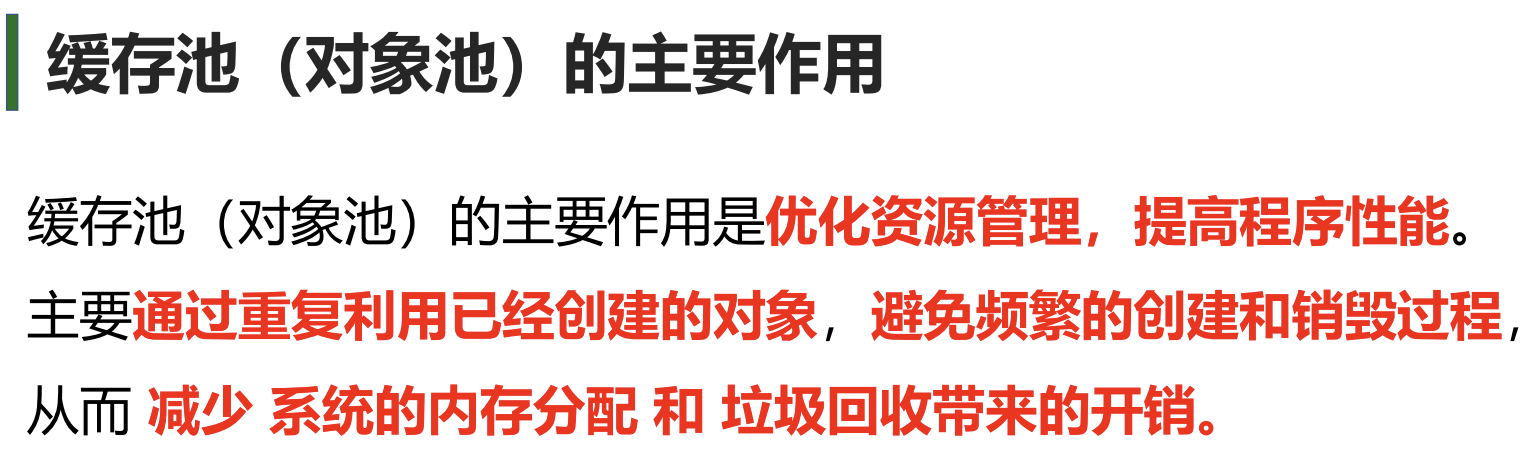 缓存池（对象池）的主要作用
缓存池（对象池）的主要作用是优化资源管理，提高程序性能。
主要通过重复利用已经创建的对象，避免频繁的创建和销毁过程，
从而 减少 系统的内存分配 和 垃圾回收带来的开销。